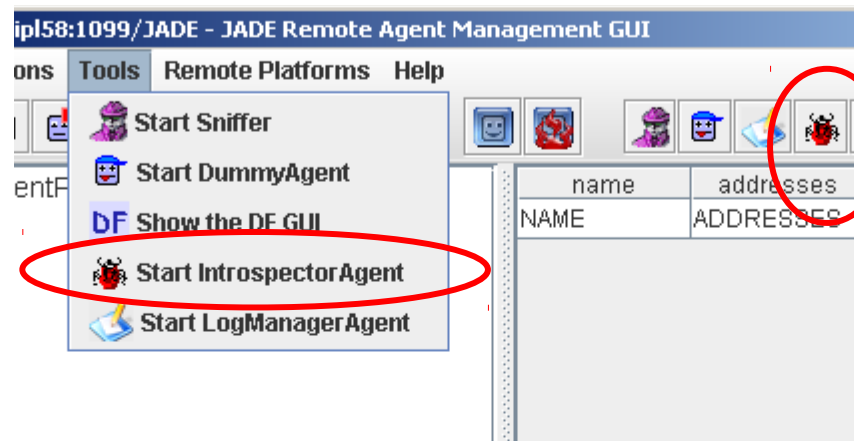 ipl58:1099/JADE - JADE Remote Agent Management GUI
ons Tools Remote Platforms Help
Start Sniffer
Start DummyAgent
DF Show the DF GUI
Start IntrospectorAgent
Start LogManagerAgent
entF
name addresses
NAME ADDRESSES